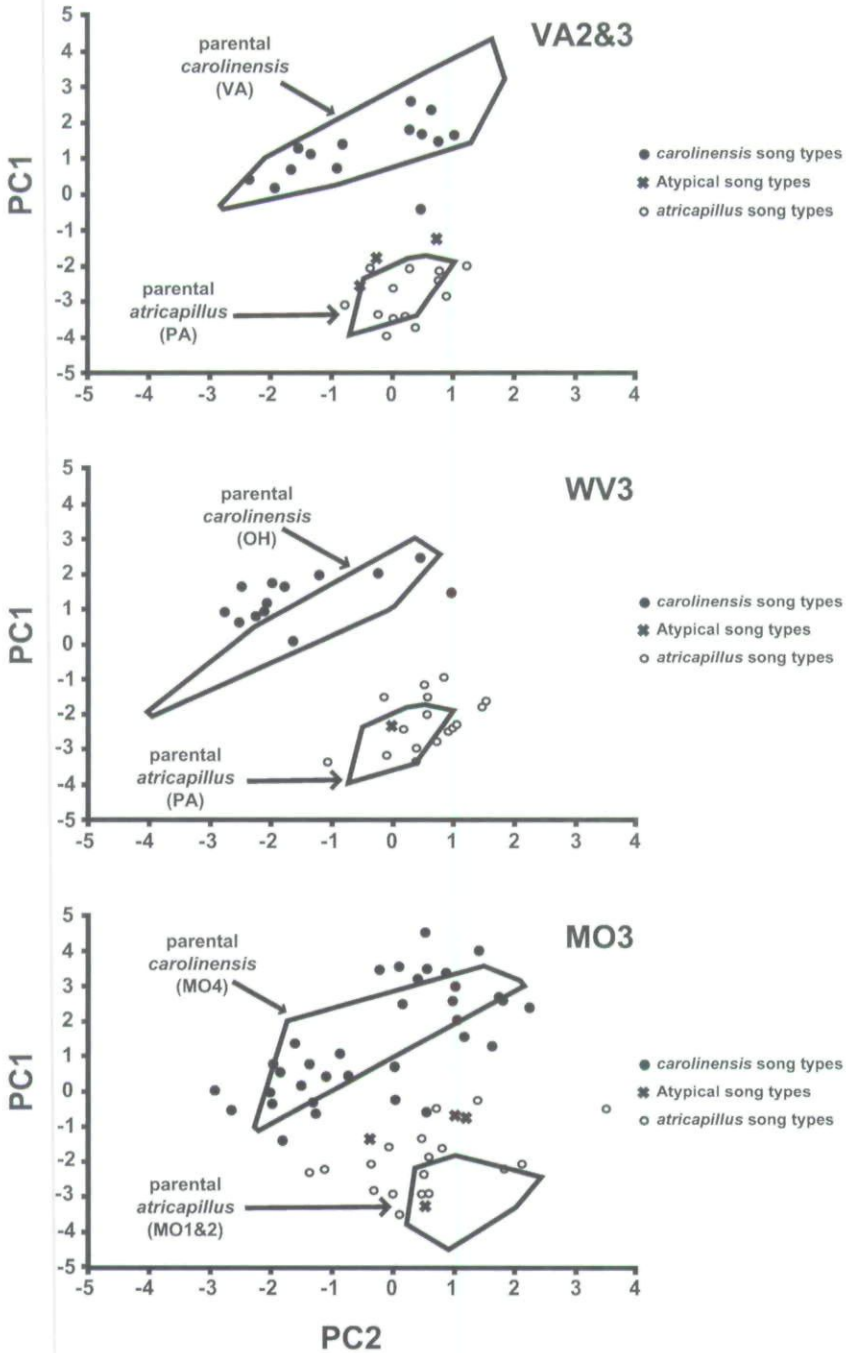 VA2&3
5
4
3
2
1
0
-1
-2
-3
-4
-5
PC1
parental
carolinensis
(VA)
parental
atricapillus
(PA)
carolinensis song types
Atypical song types
atricapillus song types
-5 -4 -3 -2 -1 0 1 2 3 4
WV3
5
4
3
2
1
0
-1
-2
-3
-4
-5
PC1
parental
carolinensis
(OH)
parental
atricapillus
(PA)
carolinensis song types
Atypical song types
atricapillus song types
-5 -4 -3 -2 -1 0 1 2 3 4
MO3
5
4
3
2
1
0
-1
-2
-3
-4
-5
PC1
parental
carolinensis
(MO4)
parental
atricapillus
(MO1&2)
carolinensis song types
Atypical song types
atricapillus song types
-5 -4 -3 -2 -1 0 1 2 3 4
PC2